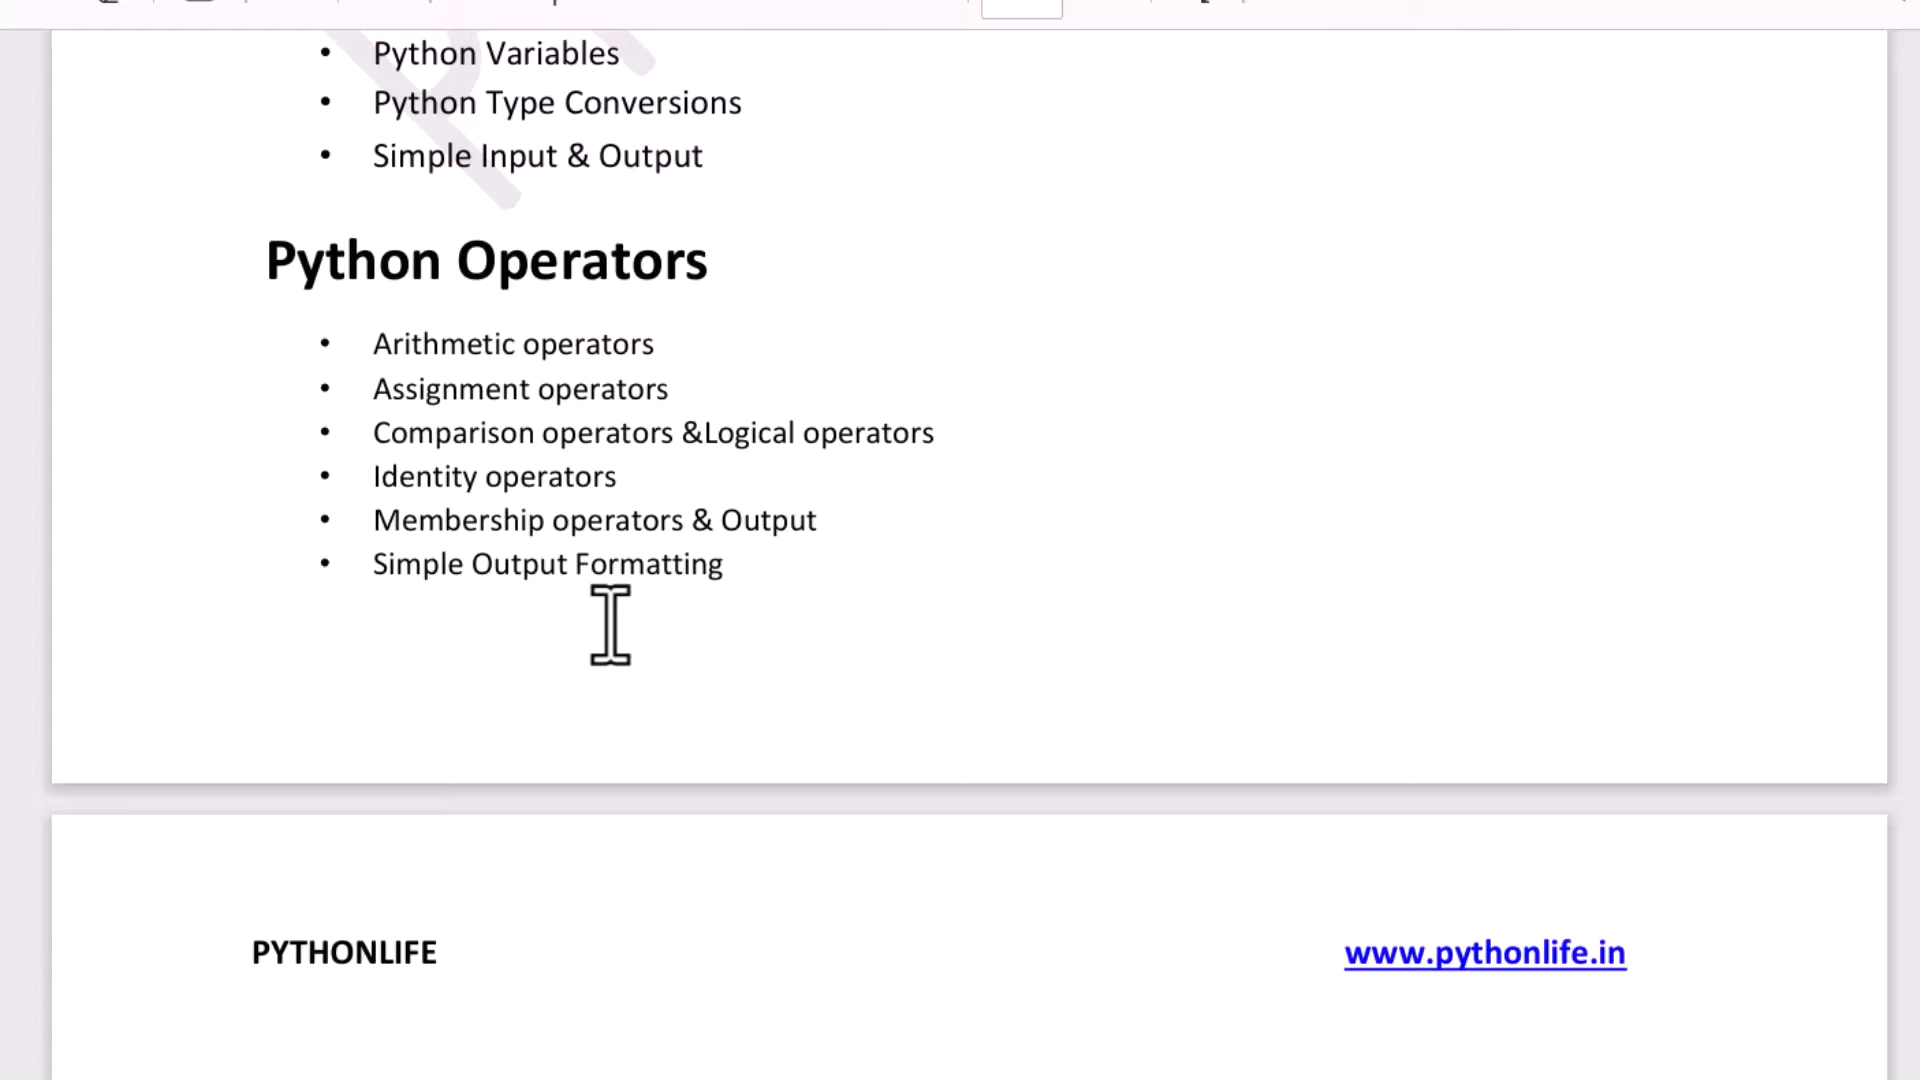 • Python Variables
• Python Type Conversions
• Simple Input & Output
Python Operators
• Arithmetic operators
• Assignment operators
• Comparison operators &Logical operators
• Identity operators
• Membership operators & Output
• Simple Output Formatting
PYTHONLIFE www.pythonlife.in